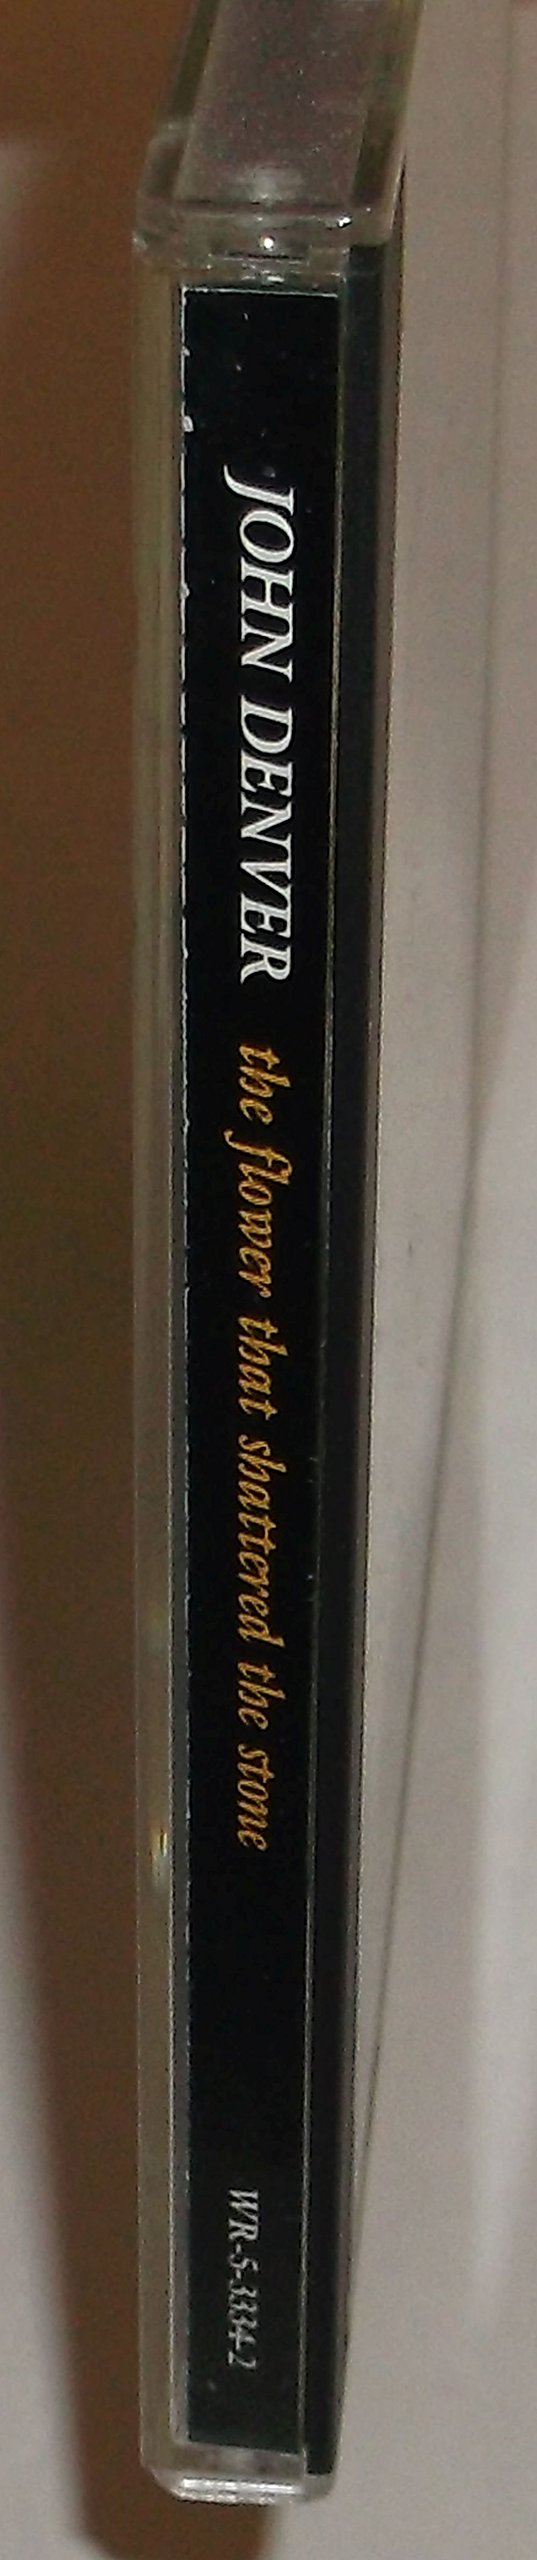 JOHN DENVER the flower that shattered the stone WR-5-3334-2